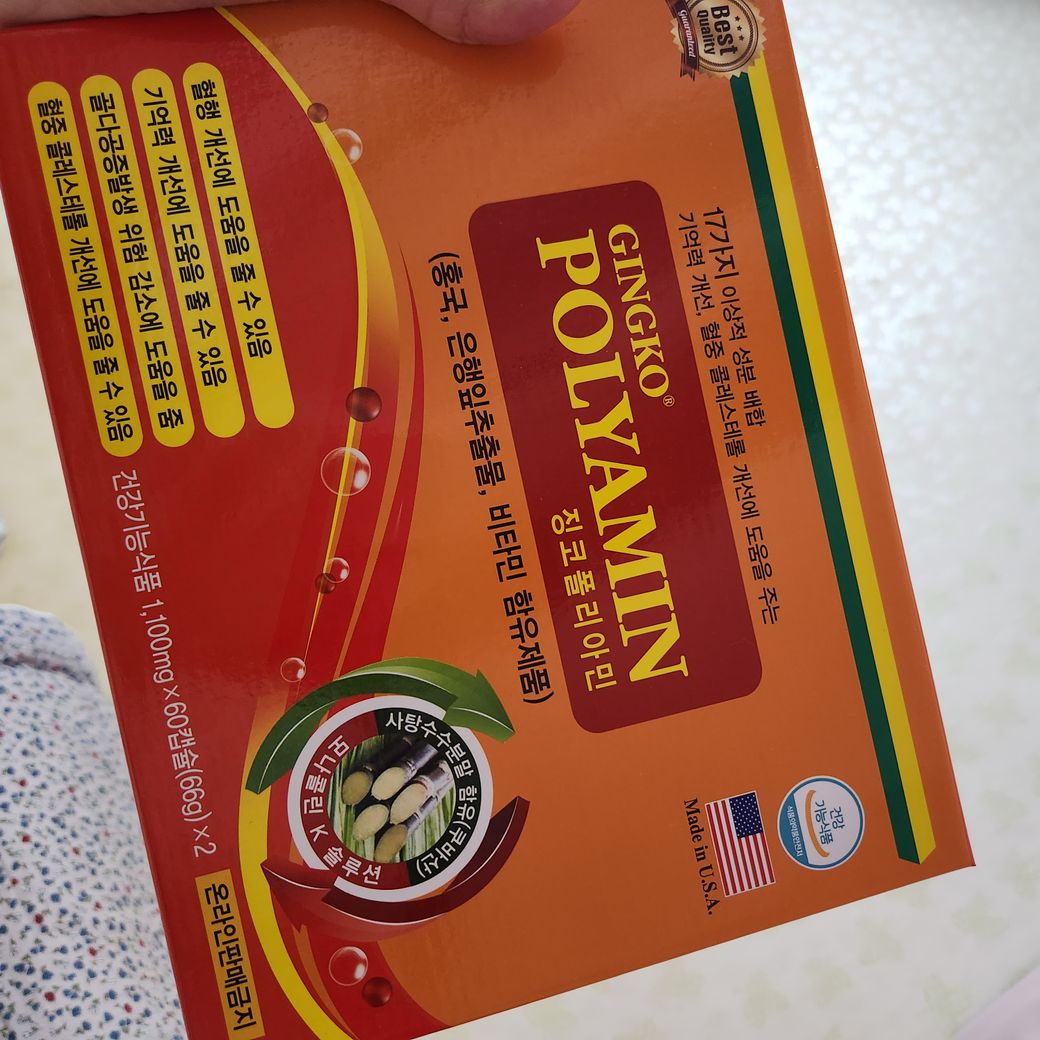 Best
Quality
Guaranteed
17가지 이상적 성분 배합
기억력 개선, 혈중 콜레스테롤 개선에 도움을 주는
GINGKO®
POLYAMIN
징코폴리아민
(홍국, 은행잎추출물, 비타민 함유제품)
건강
기능식품
식품의약품안전처
Made in U.S.A.
혈행 개선에 도움을 줄 수 있음
기억력 개선에 도움을 줄 수 있음
골다공증발생 위험 감소에 도움을 줌
혈중 콜레스테롤 개선에 도움을 줄 수 있음
사탕수수분말 함유(쿠바산)
모나콜린 K 솔루션
건강기능식품 1,100mg × 60캡슐(66g) × 2
온라인판매금지